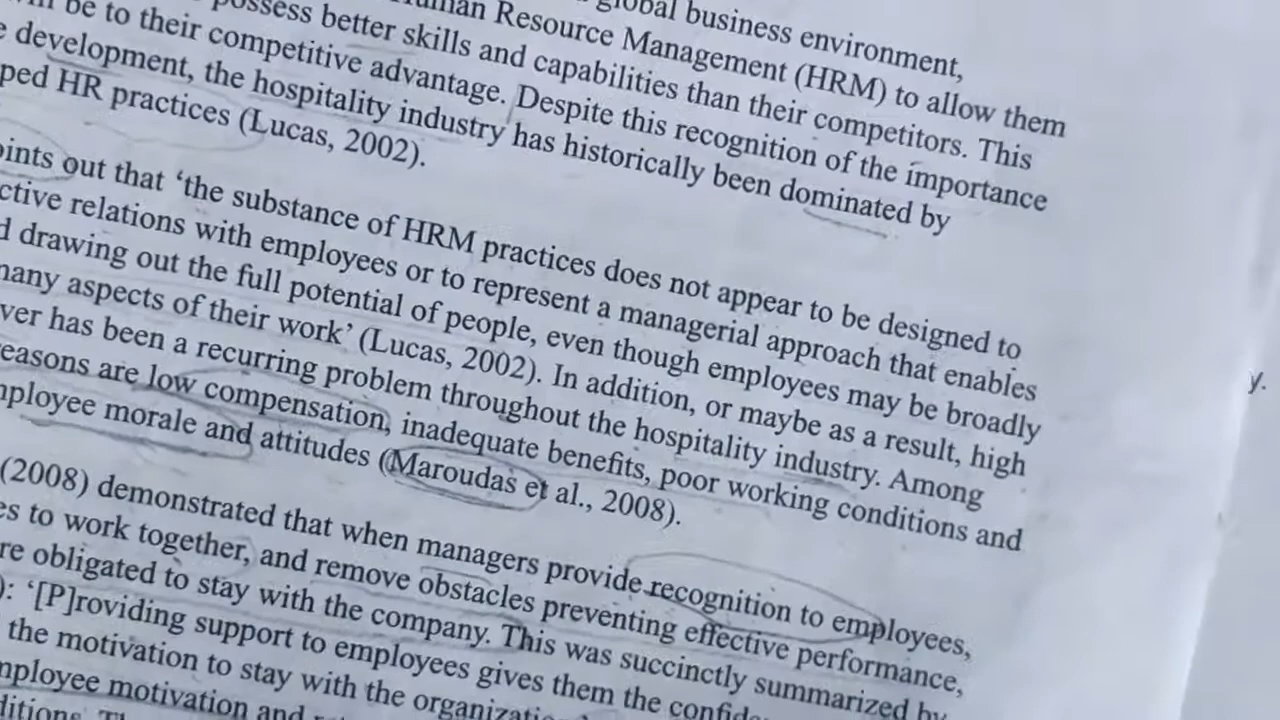 global business environment,
Human Resource Management (HRM) to allow them
possess better skills and capabilities than their competitors. This
be to their competitive advantage. Despite this recognition of the importance
development, the hospitality industry has historically been dominated by
ped HR practices (Lucas, 2002).
oints out that ‘the substance of HRM practices does not appear to be designed to
ctive relations with employees or to represent a managerial approach that enables
d drawing out the full potential of people, even though employees may be broadly
many aspects of their work’ (Lucas, 2002). In addition, or maybe as a result, high
ver has been a recurring problem throughout the hospitality industry. Among
reasons are low compensation, inadequate benefits, poor working conditions and
mployee morale and attitudes (Maroudas et al., 2008).
(2008) demonstrated that when managers provide recognition to employees,
es to work together, and remove obstacles preventing effective performance,
re obligated to stay with the company. This was succinctly summarized by
): ‘[P]roviding support to employees gives them the confide
the motivation to stay with the organizatio
mployee motivation and
ditions.
y.